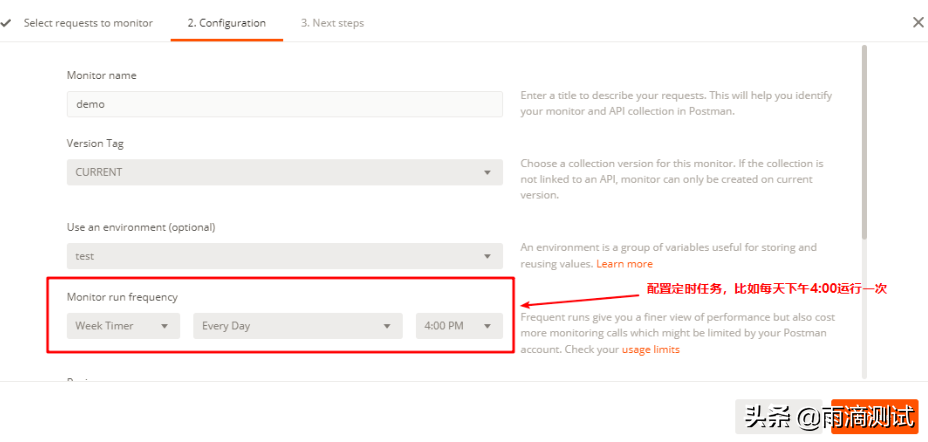 Select requests to monitor
2. Configuration
3. Next steps
Monitor name
demo
Enter a title to describe your requests. This will help you identify
your monitor and API collection in Postman.
Version Tag
CURRENT
Choose a collection version for this monitor. If the collection is
not linked to an API, monitor can only be created on current
version.
Use an environment (optional)
test
An environment is a group of variables useful for storing and
reusing values. Learn more
Monitor run frequency
Week Timer
Every Day
4:00 PM
配置定时任务，比如每天下午4:00运行一次
Frequent runs give you a finer view of performance but also cost
more monitoring calls which might be limited by your Postman
account. Check your usage limits
头条 @雨滴测试